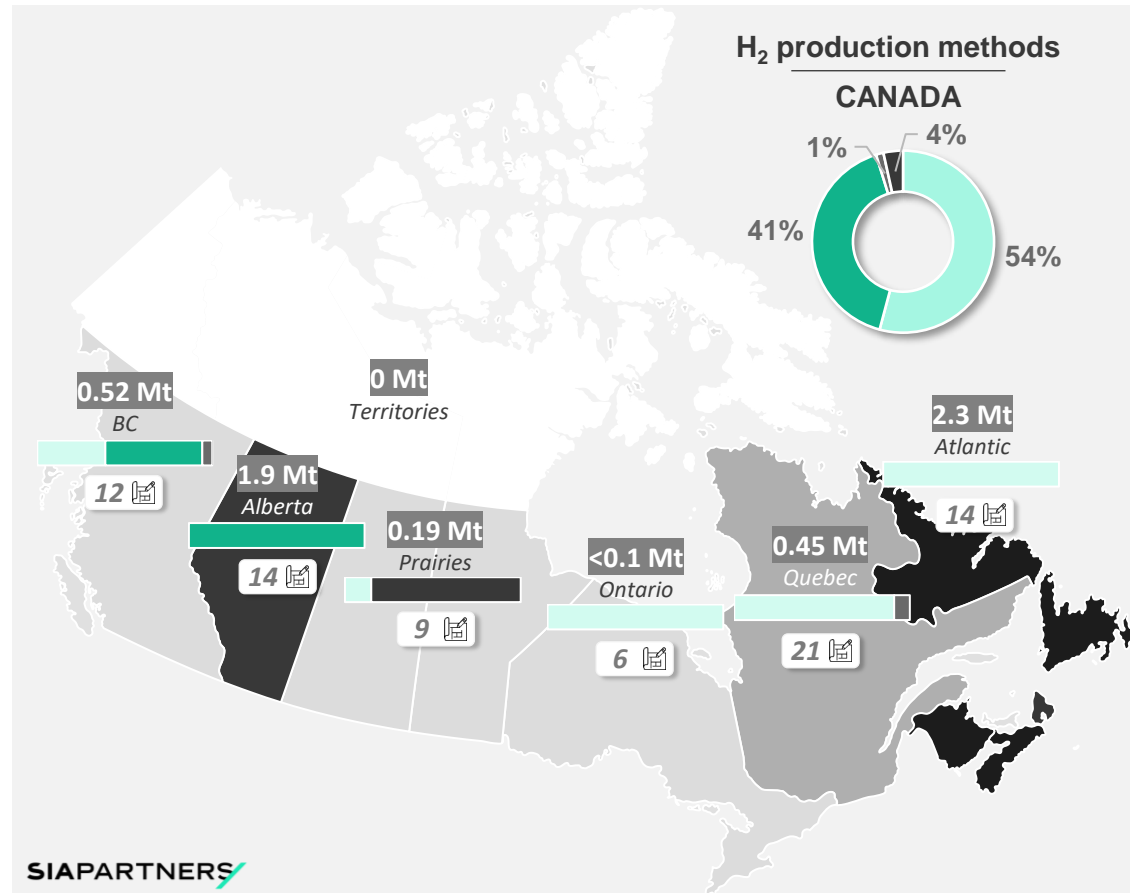 H₂ production methods
CANADA
1%
4%
41%
54%
0.52 Mt
BC
12
1.9 Mt
Alberta
14
0 Mt
Territories
0.19 Mt
Prairies
9
<0.1 Mt
Ontario
6
0.45 Mt
Quebec
21
2.3 Mt
Atlantic
14
SIAPARTNERS